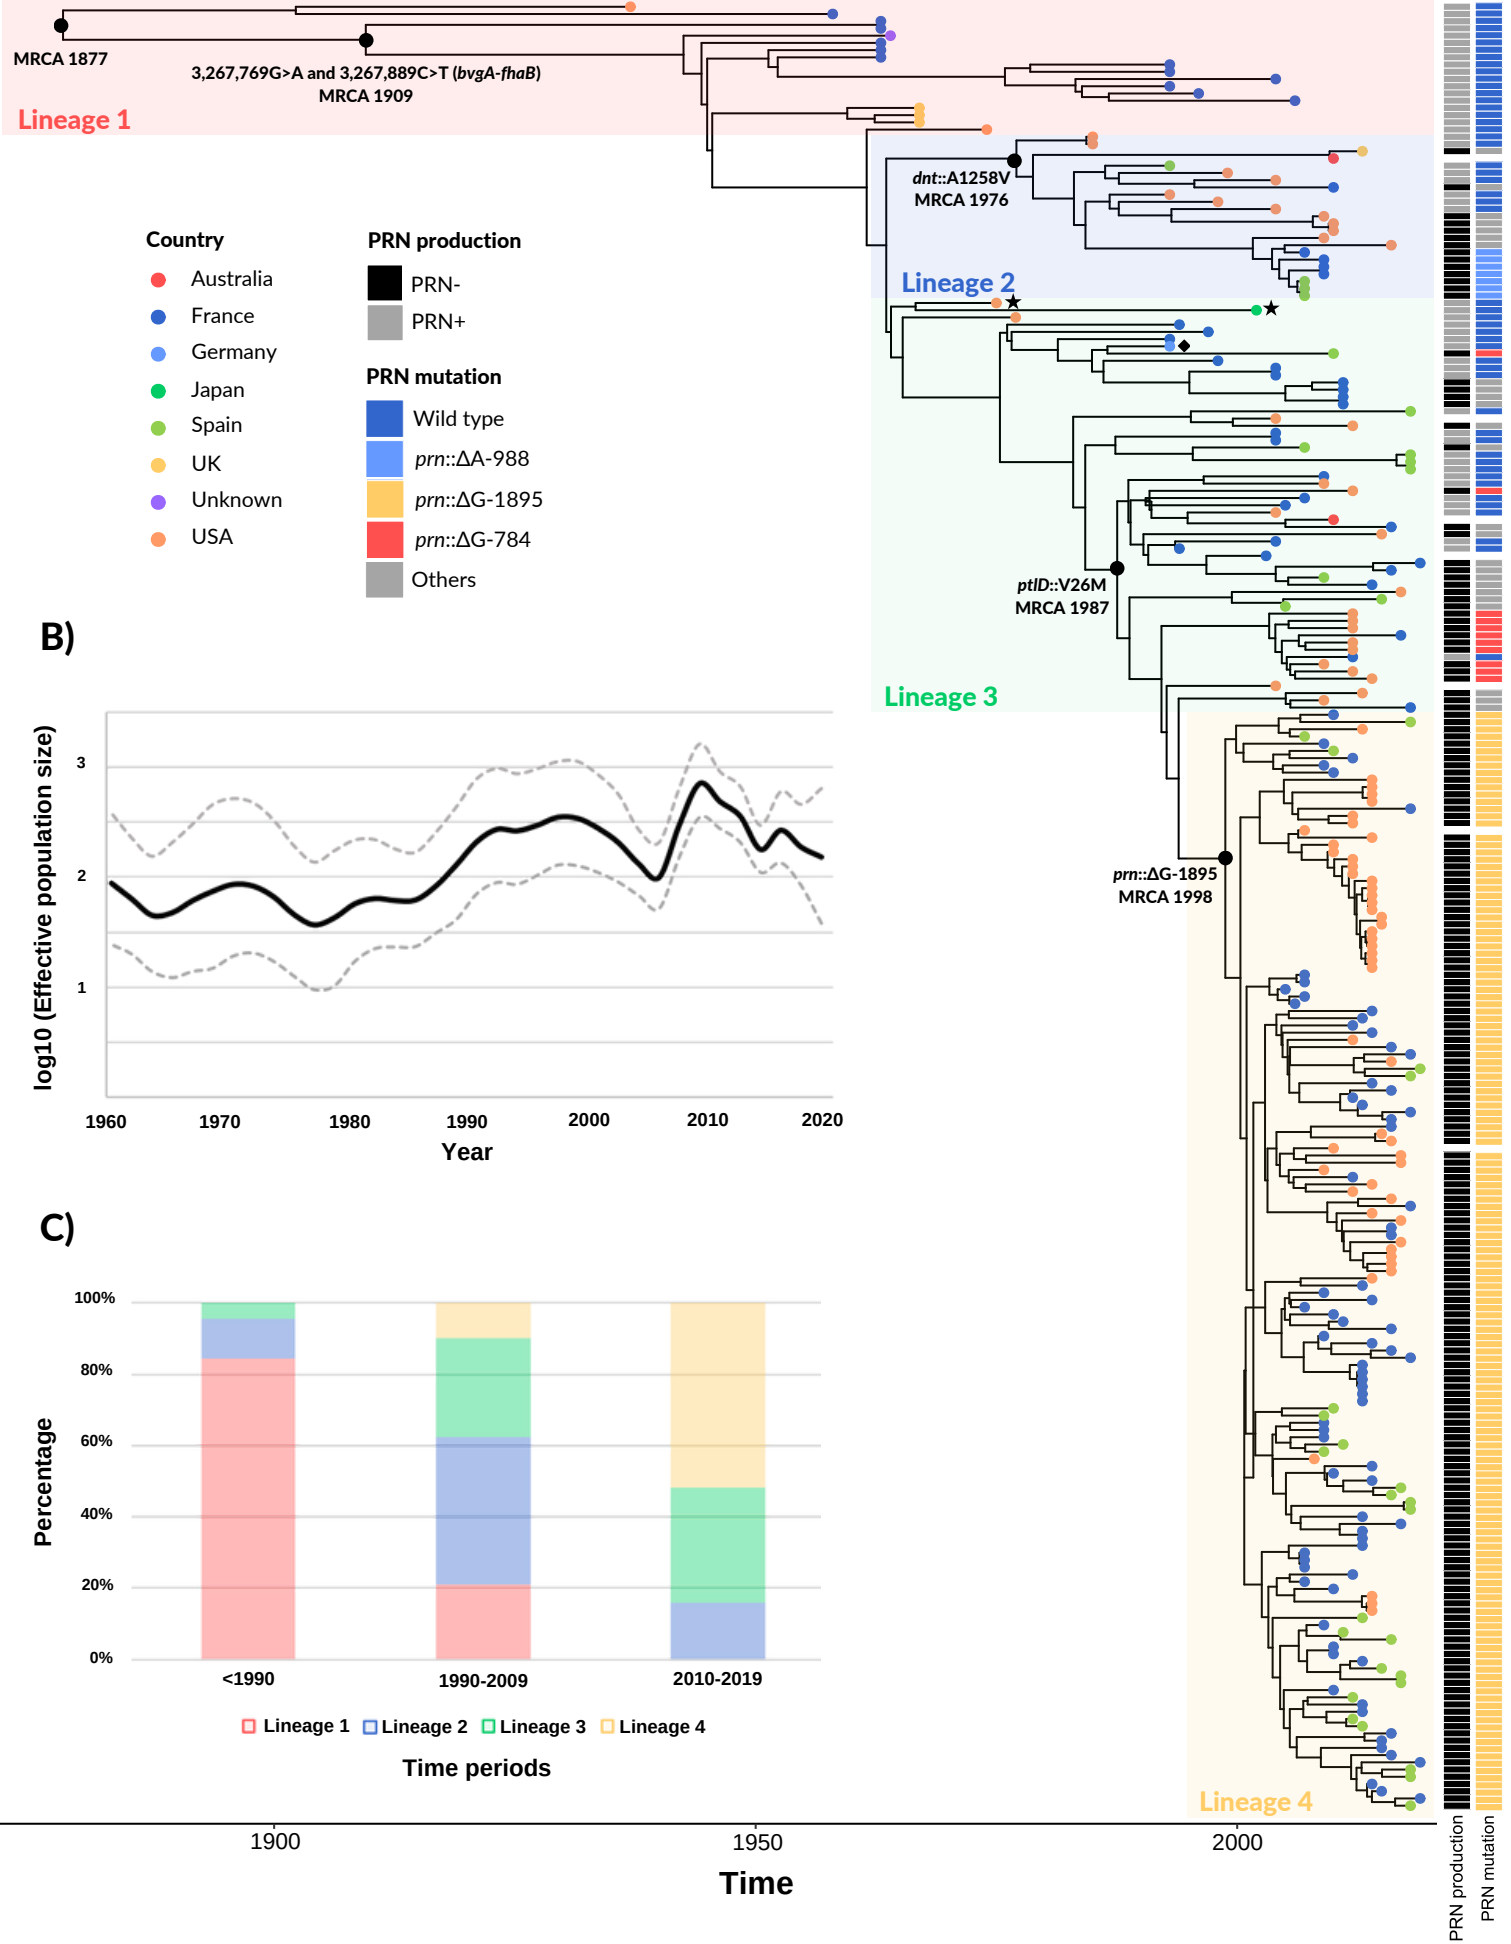 MRCA 1877
3,267,769G>A and 3,267,889C>T (bvgA-fhaB)
MRCA 1909
Lineage 1
dnt::A1258V
MRCA 1976
Lineage 2
Country
Australia
France
Germany
Japan
Spain
UK
Unknown
USA
PRN production
PRN-
PRN+
PRN mutation
Wild type
prn::ΔA-988
prn::ΔG-1895
prn::ΔG-784
Others
ptlD::V26M
MRCA 1987
Lineage 3
prn::ΔG-1895
MRCA 1998
Lineage 4
B)
log10 (Effective population size)
3
2
1
1960 1970 1980 1990 2000 2010 2020
Year
C)
Percentage
100%
80%
60%
40%
20%
0%
<1990 1990-2009 2010-2019
Lineage 1 Lineage 2 Lineage 3 Lineage 4
Time periods
1900 1950 2000
Time
PRN production
PRN mutation